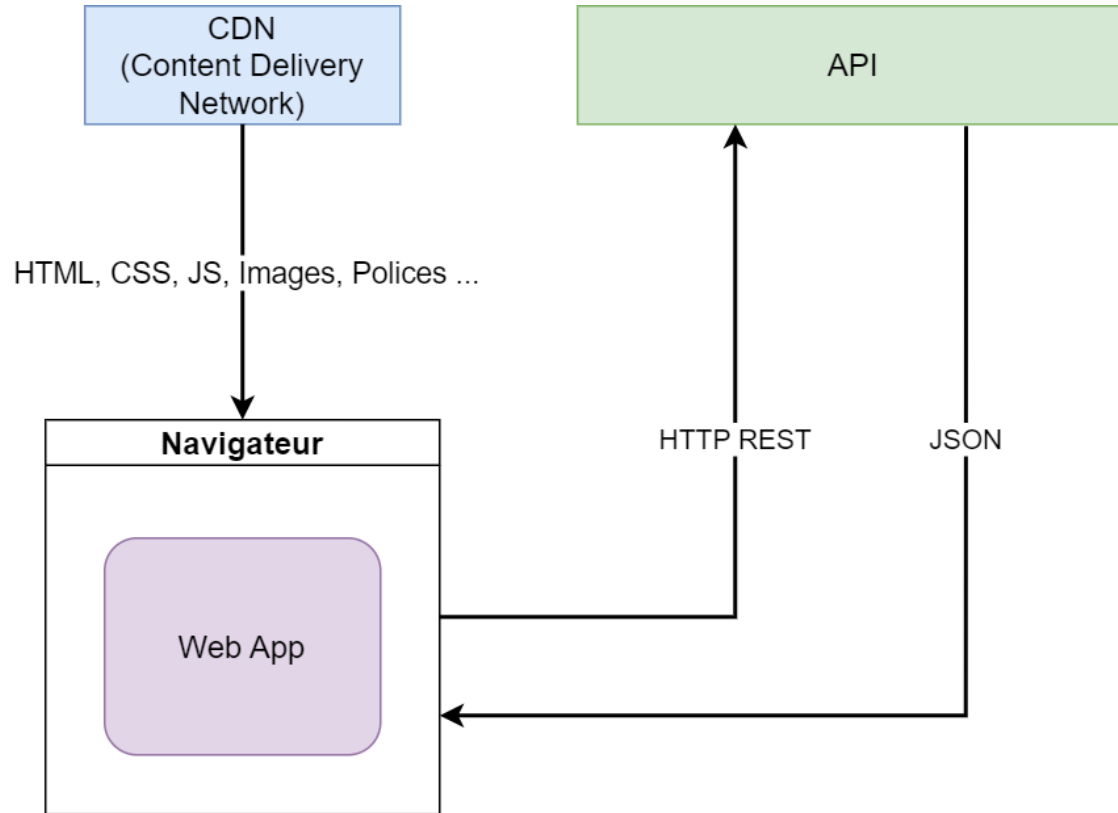 CDN
(Content Delivery
Network)
API
HTML, CSS, JS, Images, Polices ...
Navigateur
HTTP REST
JSON
Web App